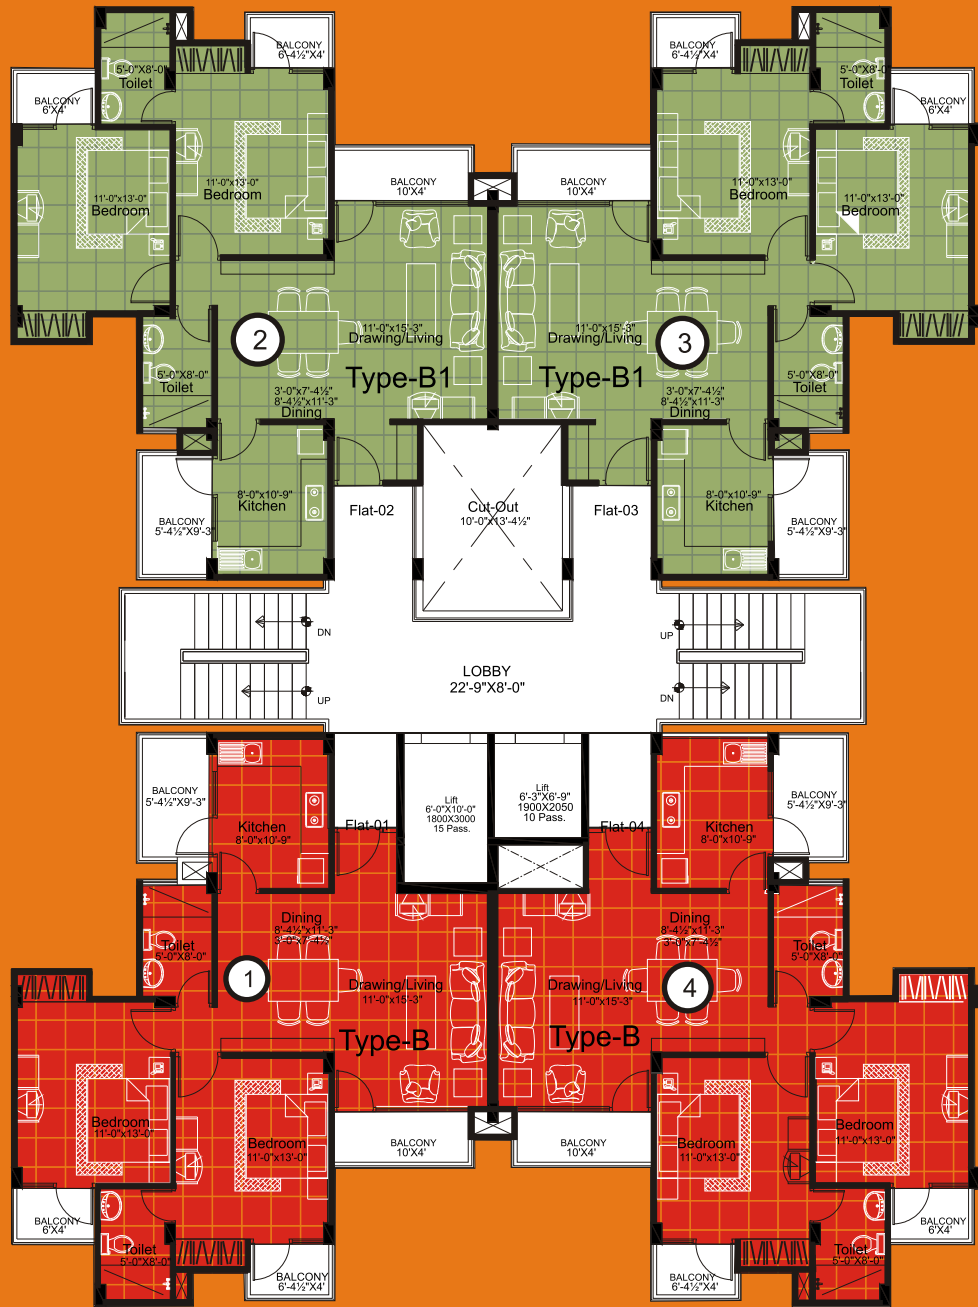 BALCONY
6'-4½"X4'
BALCONY
6'-4½"X4'
5'-0"X8'-0"
Toilet
5'-0"X8'-0"
Toilet
BALCONY
6'X4'
BALCONY
6'X4'
BALCONY
10'X4'
BALCONY
10'X4'
11'-0"x13'-0"
Bedroom
11'-0"x13'-0"
Bedroom
11'-0"x13'-0"
Bedroom
11'-0"x13'-0"
Bedroom
2
3
11'-0"x15'-3"
Drawing/Living
11'-0"x15'-3"
Drawing/Living
Type-B1
Type-B1
5'-0"X8'-0"
Toilet
5'-0"X8'-0"
Toilet
3'-0"x7'-4½"
8'-4½"x11'-3"
Dining
3'-0"x7'-4½"
8'-4½"x11'-3"
Dining
8'-0"x10'-9"
Kitchen
8'-0"x10'-9"
Kitchen
Flat-02
Cut-Out
10'-0"x13'-4½"
Flat-03
BALCONY
5'-4½"X9'-3"
BALCONY
5'-4½"X9'-3"
DN
UP
LOBBY
22'-9"X8'-0"
UP
DN
BALCONY
5'-4½"X9'-3"
BALCONY
5'-4½"X9'-3"
Lift
6'-0"X10'-0"
1800X3000
15 Pass.
Lift
6'-3"X6'-9"
1900X2050
10 Pass.
Kitchen
8'-0"x10'-9"
Flat-01
Flat-04
Kitchen
8'-0"x10'-9"
Dining
8'-4½"x11'-3"
3'-0"x7'-4½"
Dining
8'-4½"x11'-3"
3'-0"x7'-4½"
Toilet
5'-0"X8'-0"
Toilet
5'-0"X8'-0"
1
4
Drawing/Living
11'-0"x15'-3"
Drawing/Living
11'-0"x15'-3"
Type-B
Type-B
Bedroom
11'-0"x13'-0"
Bedroom
11'-0"x13'-0"
Bedroom
11'-0"x13'-0"
Bedroom
11'-0"x13'-0"
BALCONY
10'X4'
BALCONY
10'X4'
BALCONY
6'X4'
BALCONY
6'X4'
Toilet
5'-0"X8'-0"
Toilet
5'-0"X8'-0"
BALCONY
6'-4½"X4'
BALCONY
6'-4½"X4'